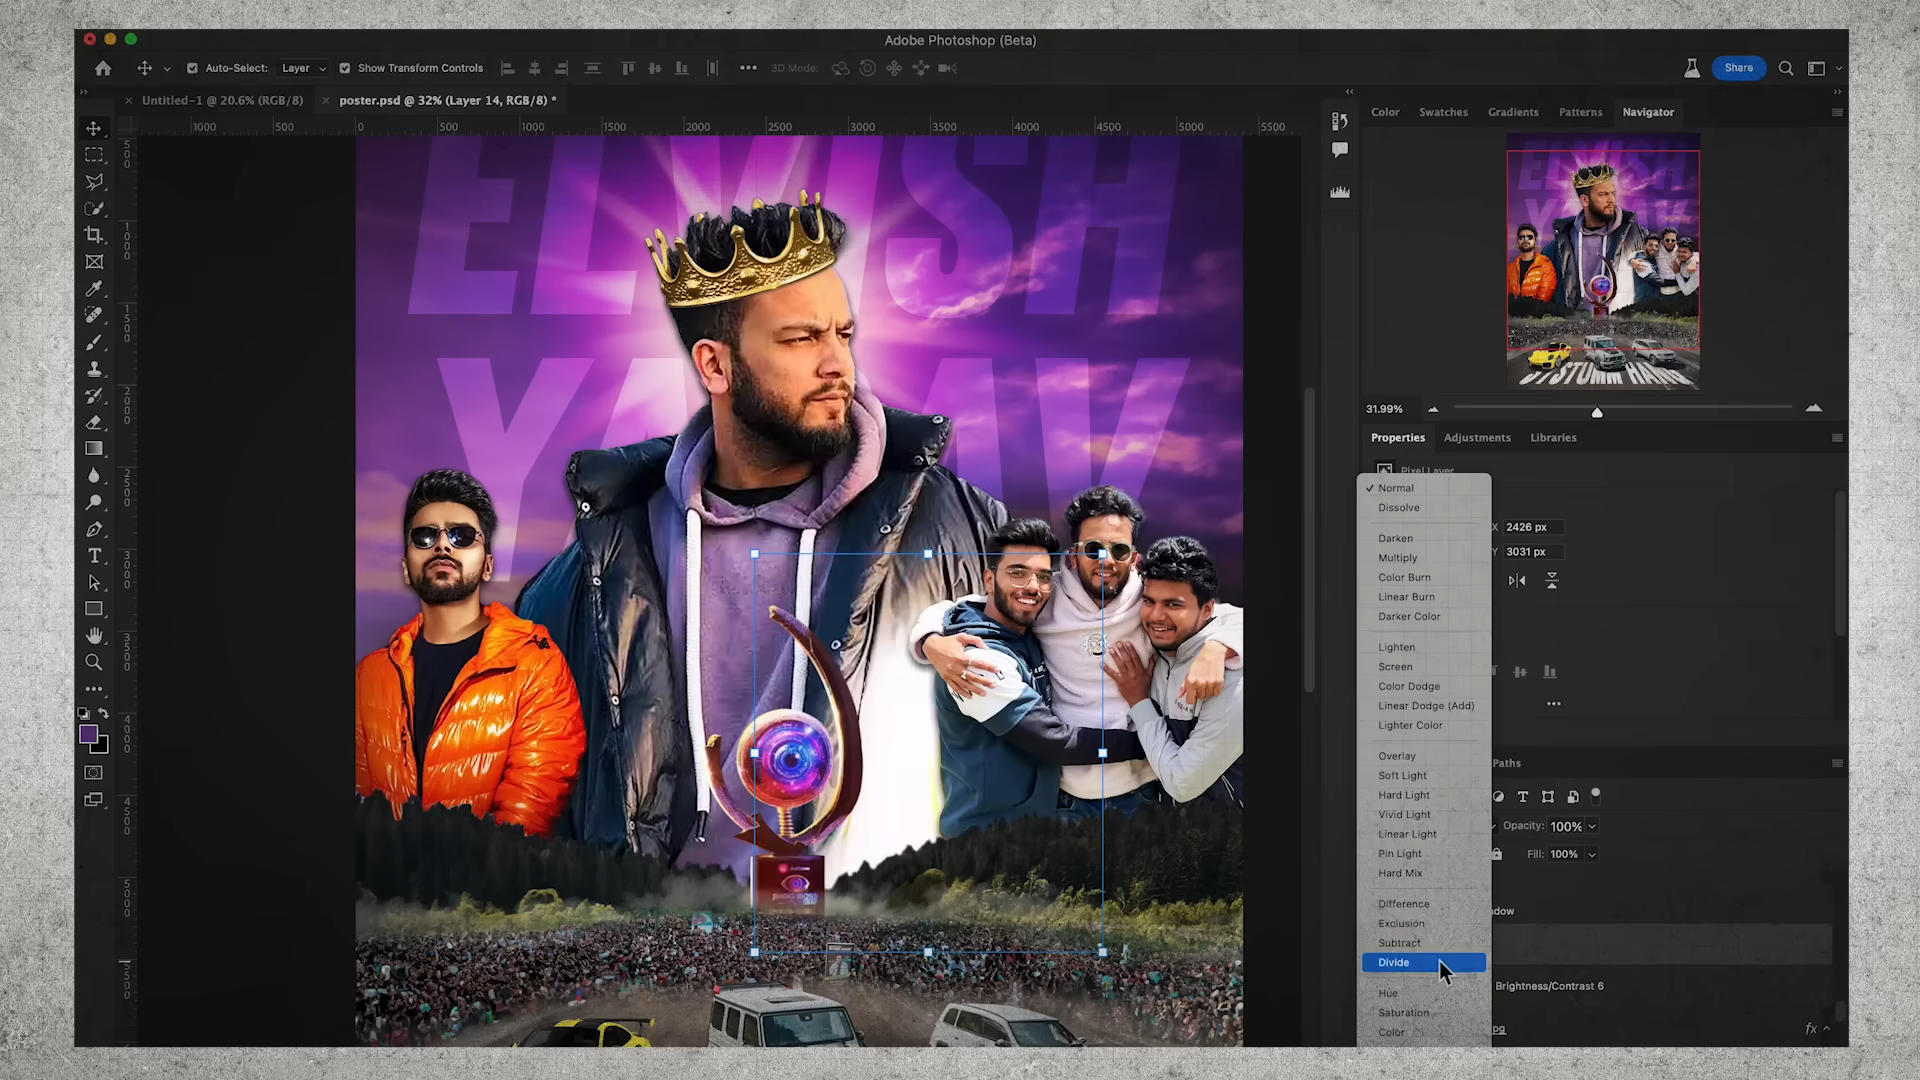 Adobe Photoshop (Beta)
Auto-Select: Layer Show Transform Controls 3D Mode: Share
Untitled-1 @ 20.6% (RGB/8) poster.psd @ 32% (Layer 14, RGB/8) *
Color Swatches Gradients Patterns Navigator
1000 500 0 500 1000 1500 2000 2500 3000 3500 4000 4500 5000 5500
ELVISH
YADAV
31.99%
Properties Adjustments Libraries
Pixel Layer
Normal
Dissolve
X 2426 px
Darken
Y 3031 px
Multiply
Color Burn
Linear Burn
Darker Color
Lighten
Screen
Color Dodge
Linear Dodge (Add)
Lighter Color
Overlay
Paths
Soft Light
Hard Light
Vivid Light
Opacity: 100%
Linear Light
Pin Light
Fill: 100%
Hard Mix
Difference
Exclusion
Subtract
Divide
Brightness/Contrast 6
Hue
Saturation
Color
fx